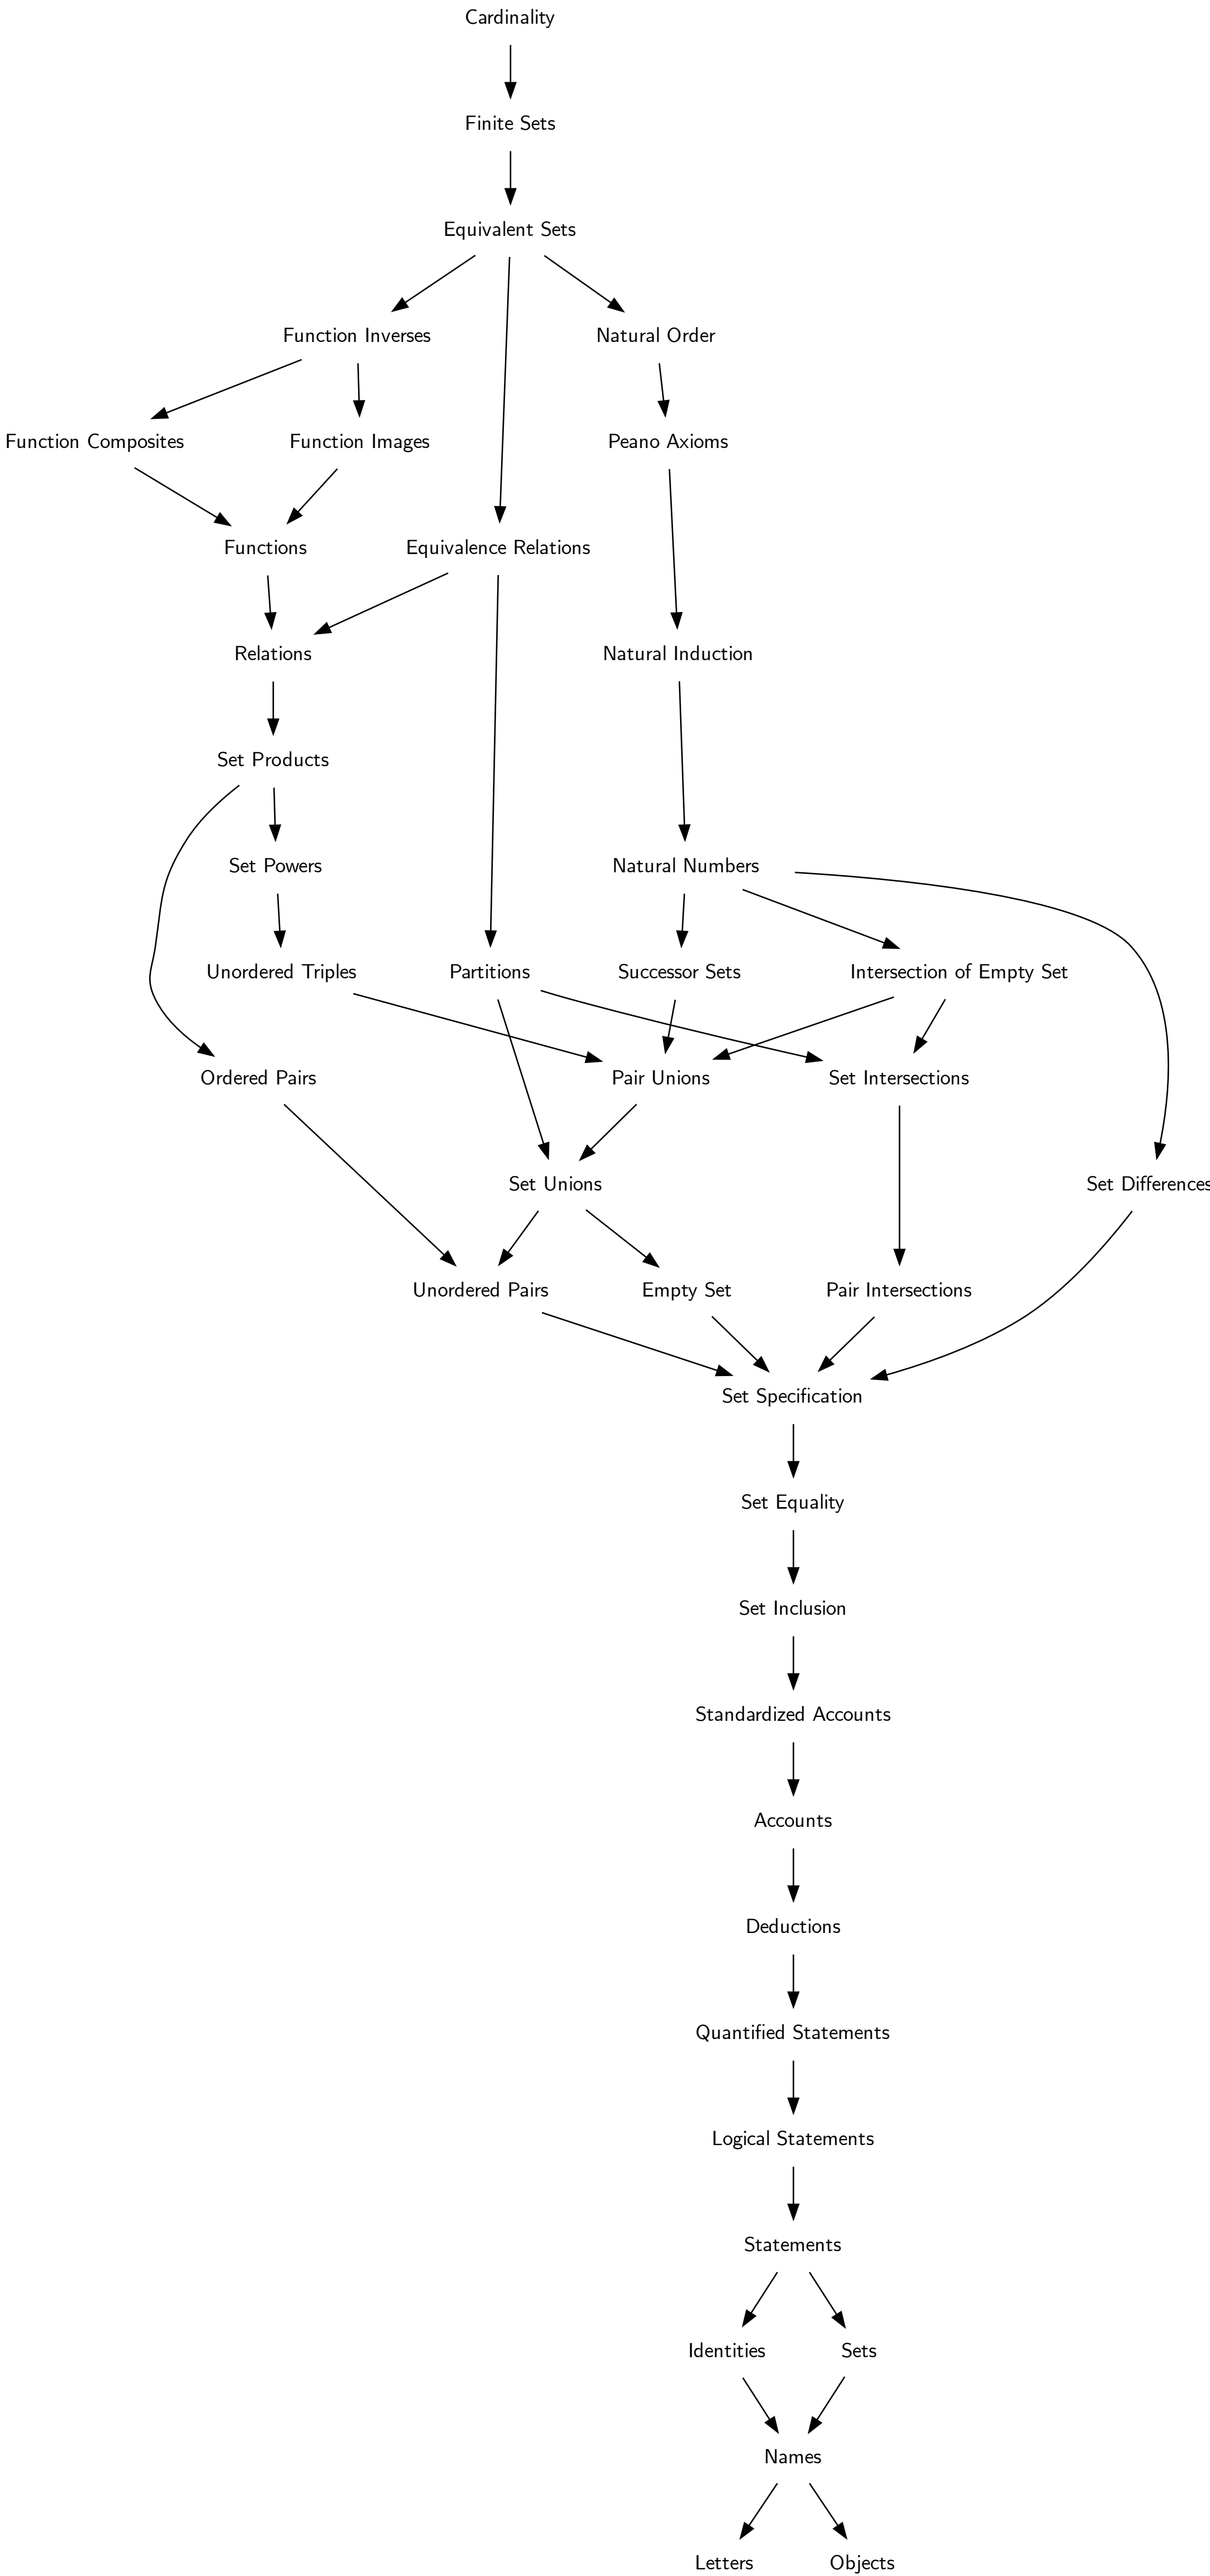 Cardinality
Finite Sets
Equivalent Sets
Function Inverses
Natural Order
Function Composites
Function Images
Peano Axioms
Functions
Equivalence Relations
Relations
Natural Induction
Set Products
Set Powers
Natural Numbers
Unordered Triples
Partitions
Successor Sets
Intersection of Empty Set
Ordered Pairs
Pair Unions
Set Intersections
Set Unions
Set Differences
Unordered Pairs
Empty Set
Pair Intersections
Set Specification
Set Equality
Set Inclusion
Standardized Accounts
Accounts
Deductions
Quantified Statements
Logical Statements
Statements
Identities
Sets
Names
Letters
Objects